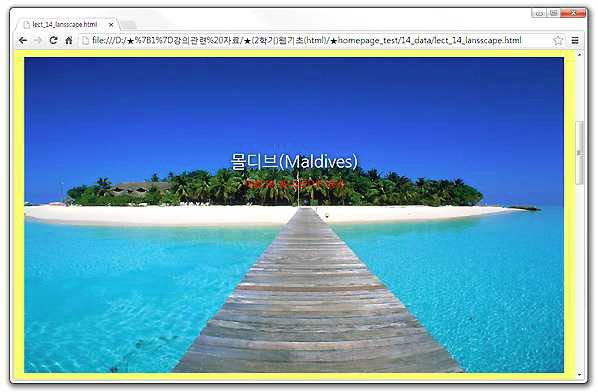 lect_14_lansscape.html
file:///D:/★%7B1%7D강의관련%20자료/★(2학기)웹기초(html)/★homepage_test/14_data/lect_14_lansscape.html
몰디브(Maldives)